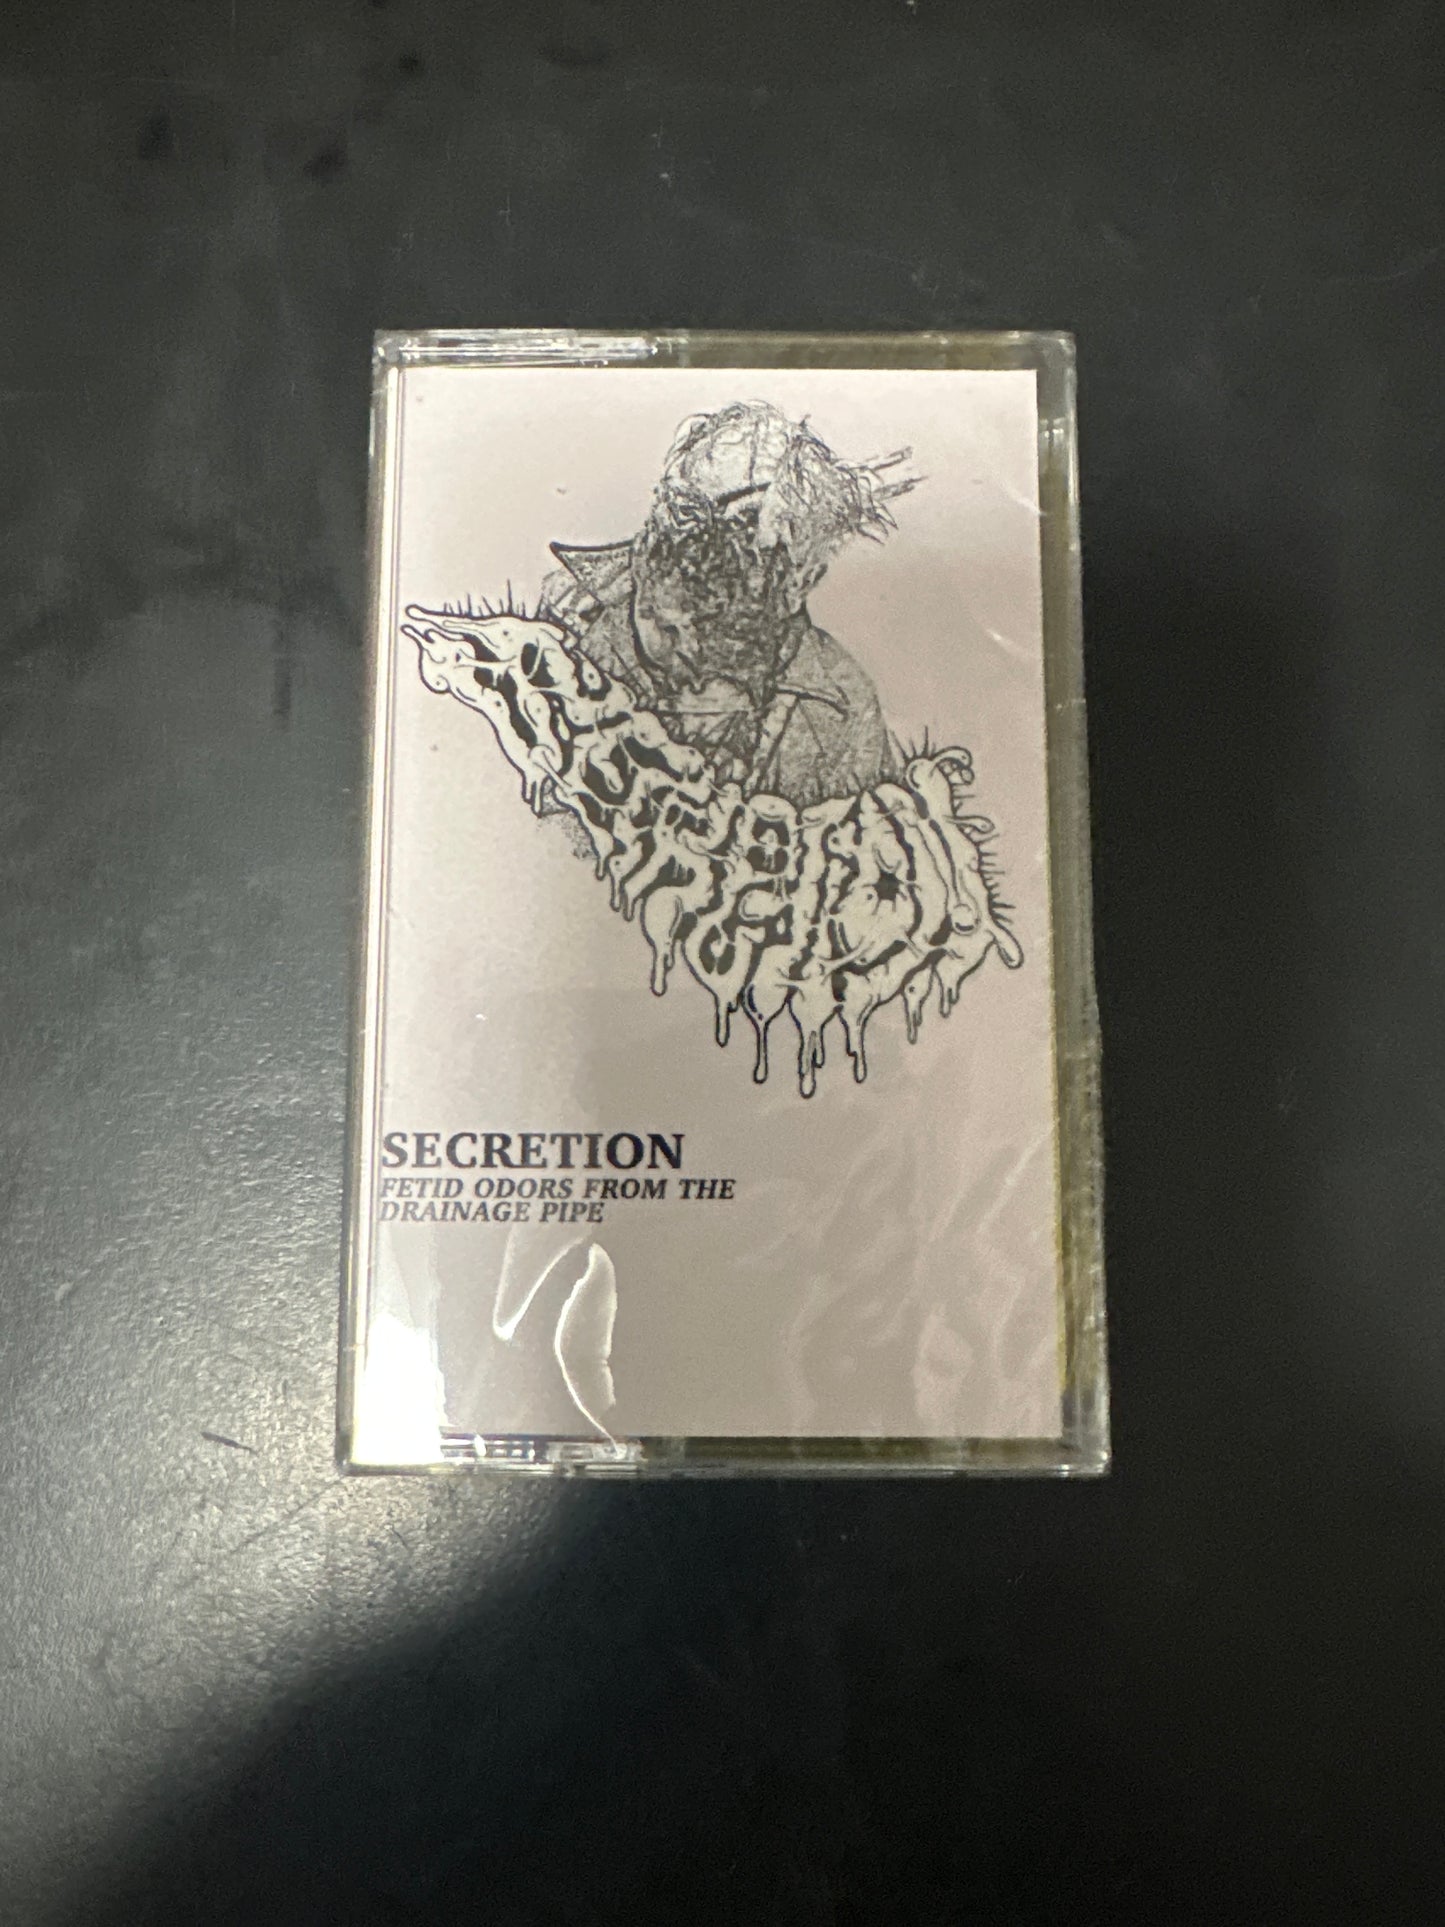 SECRETION
FETID ODORS FROM THE
DRAINAGE PIPE